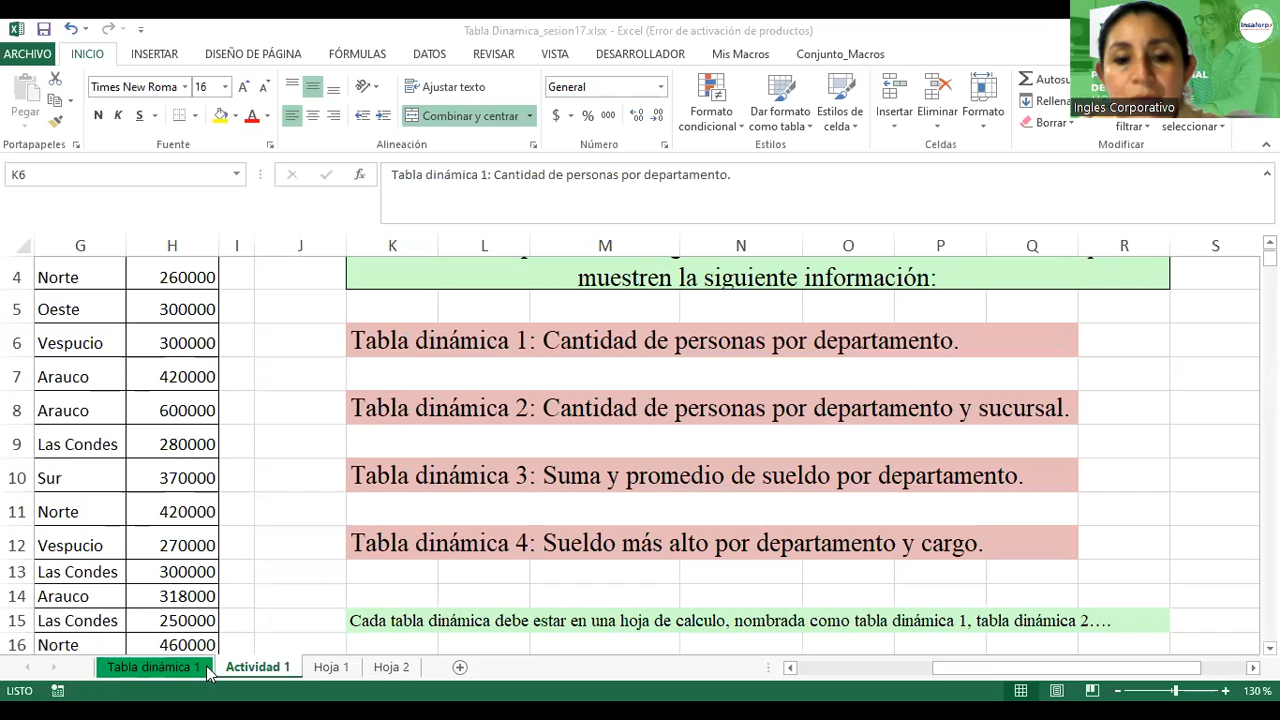 Tabla Dinamica_sesion17.xlsx - Excel (Error de activación de productos)
ARCHIVO INICIO INSERTAR DISEÑO DE PÁGINA FÓRMULAS DATOS REVISAR VISTA DESARROLLADOR Mis Macros Conjunto_Macros
Insaforp
Ingles Corporativo
Pegar
Times New Roma 16
N K S
Ajustar texto
Combinar y centrar
General
$ % 000
Formato condicional
Dar formato como tabla
Estilos de celda
Insertar
Eliminar
Formato
Autosu
Rellena
Borrar
filtrar
seleccionar
Portapapeles Fuente Alineación Número Estilos Celdas Modificar
K6
Tabla dinámica 1: Cantidad de personas por departamento.
G H I J K L M N O P Q R S
4 Norte 260000 muestren la siguiente información:
5 Oeste 300000
6 Vespucio 300000 Tabla dinámica 1: Cantidad de personas por departamento.
7 Arauco 420000
8 Arauco 600000 Tabla dinámica 2: Cantidad de personas por departamento y sucursal.
9 Las Condes 280000
10 Sur 370000 Tabla dinámica 3: Suma y promedio de sueldo por departamento.
11 Norte 420000
12 Vespucio 270000 Tabla dinámica 4: Sueldo más alto por departamento y cargo.
13 Las Condes 300000
14 Arauco 318000
15 Las Condes 250000 Cada tabla dinámica debe estar en una hoja de calculo, nombrada como tabla dinámica 1, tabla dinámica 2….
16 Norte 460000
Tabla dinámica 1 Actividad 1 Hoja 1 Hoja 2
LISTO
130 %